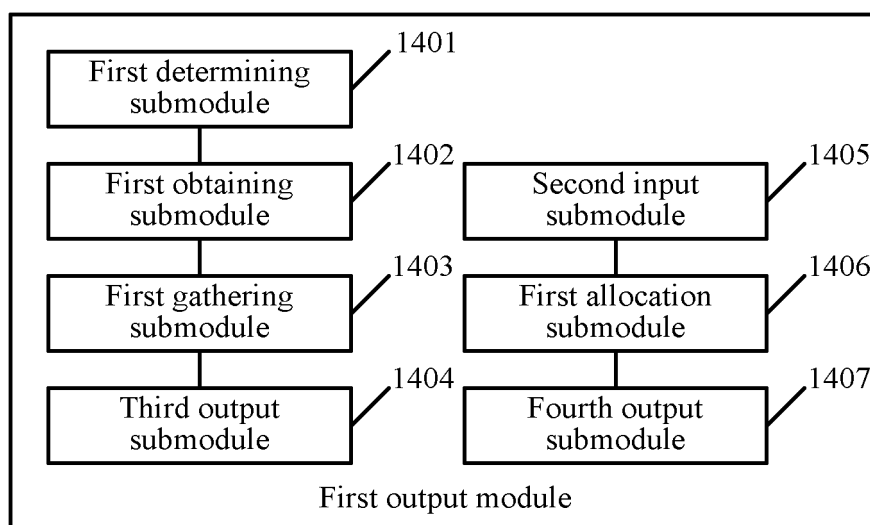 1401
First determining
submodule
1402
First obtaining
submodule
1403
First gathering
submodule
1404
Third output
submodule
1405
Second input
submodule
1406
First allocation
submodule
1407
Fourth output
submodule
First output module